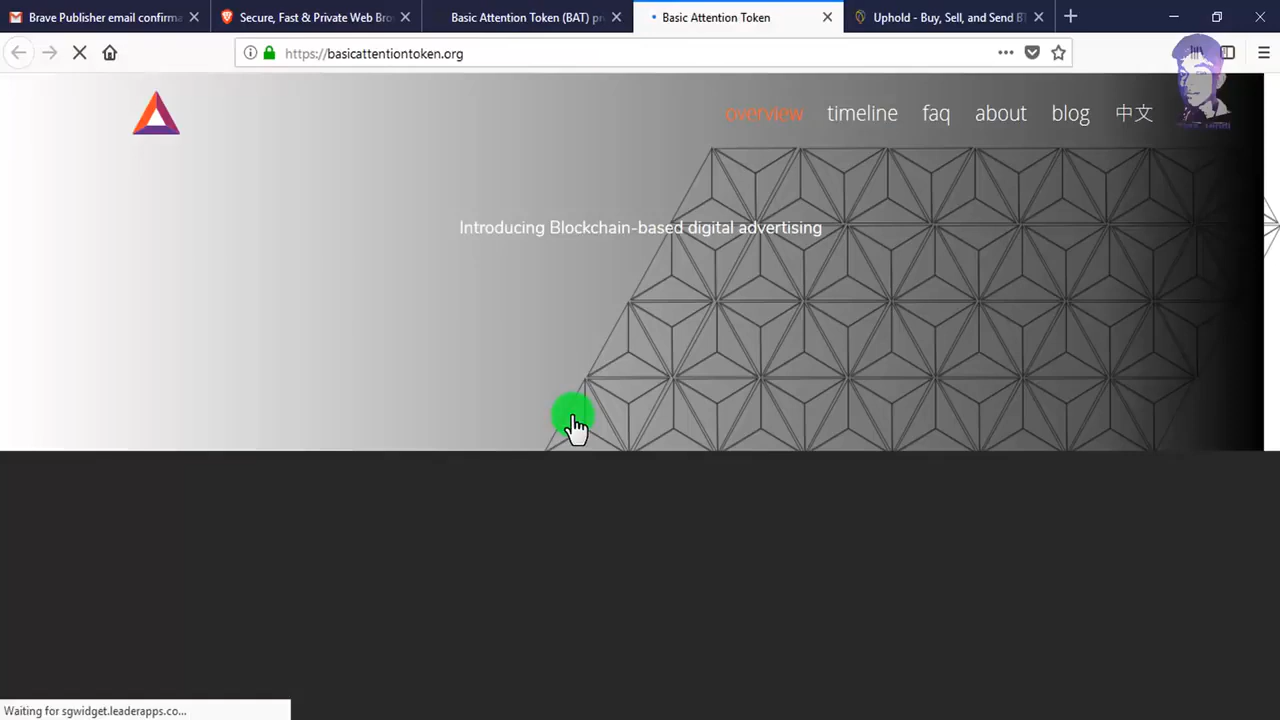 Brave Publisher email confirma
Secure, Fast & Private Web Bro
Basic Attention Token (BAT) pr
Basic Attention Token
Uphold - Buy, Sell, and Send BT
https://basicattentiontoken.org
overview timeline faq about blog 中文
Introducing Blockchain-based digital advertising
Waiting for sgwidget.leaderapps.co...